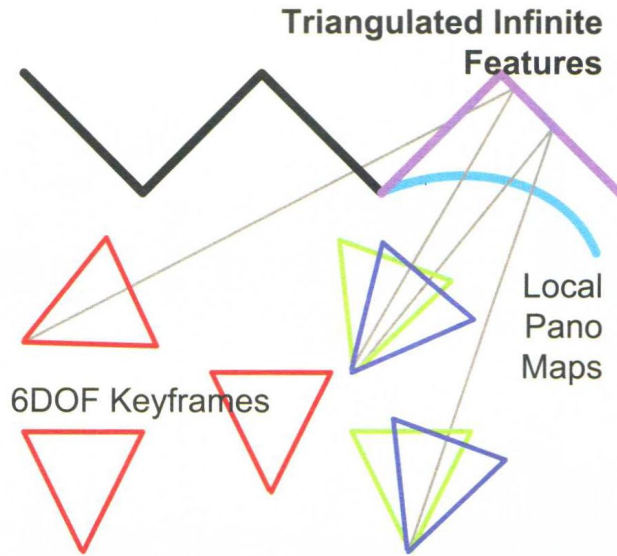 Triangulated Infinite
Features
Local
Pano
Maps
6DOF Keyframes